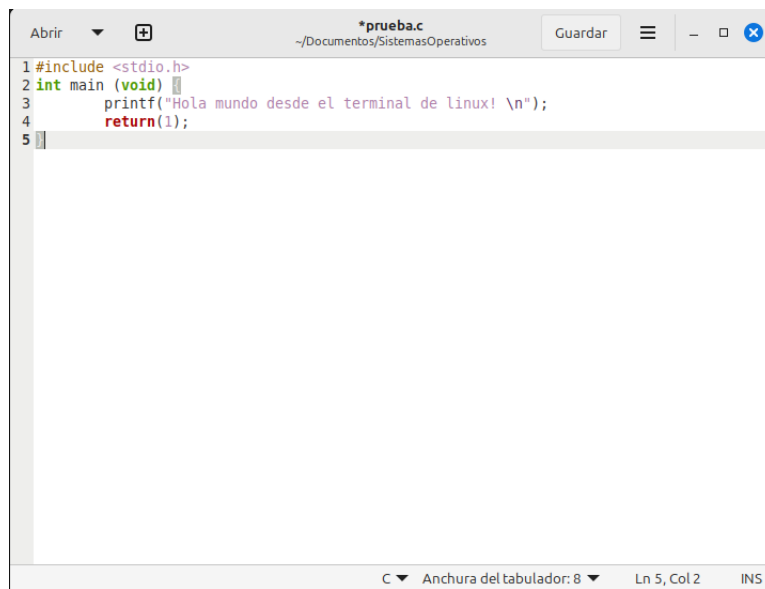 Abrir
*prueba.c
~/Documentos/SistemasOperativos
Guardar
1 #include <stdio.h>
2 int main (void) {
3         printf("Hola mundo desde el terminal de linux! \n");
4         return(1);
5 }
C Anchura del tabulador: 8 Ln 5, Col 2 INS